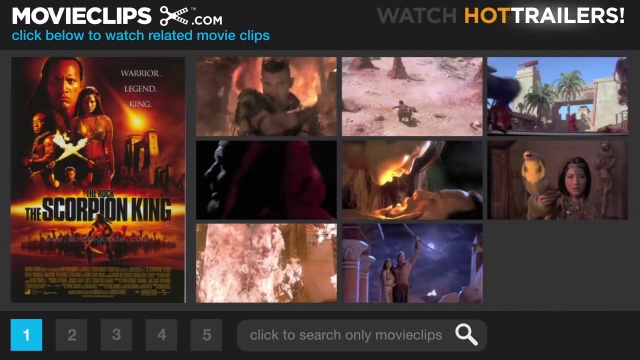 MOVIECLIPS .COM
WATCH HOTTRAILERS!
click below to watch related movie clips
WARRIOR.
LEGEND.
KING.
THE ROCK
THE SCORPION KING
1 2 3 4 5
click to search only movieclips